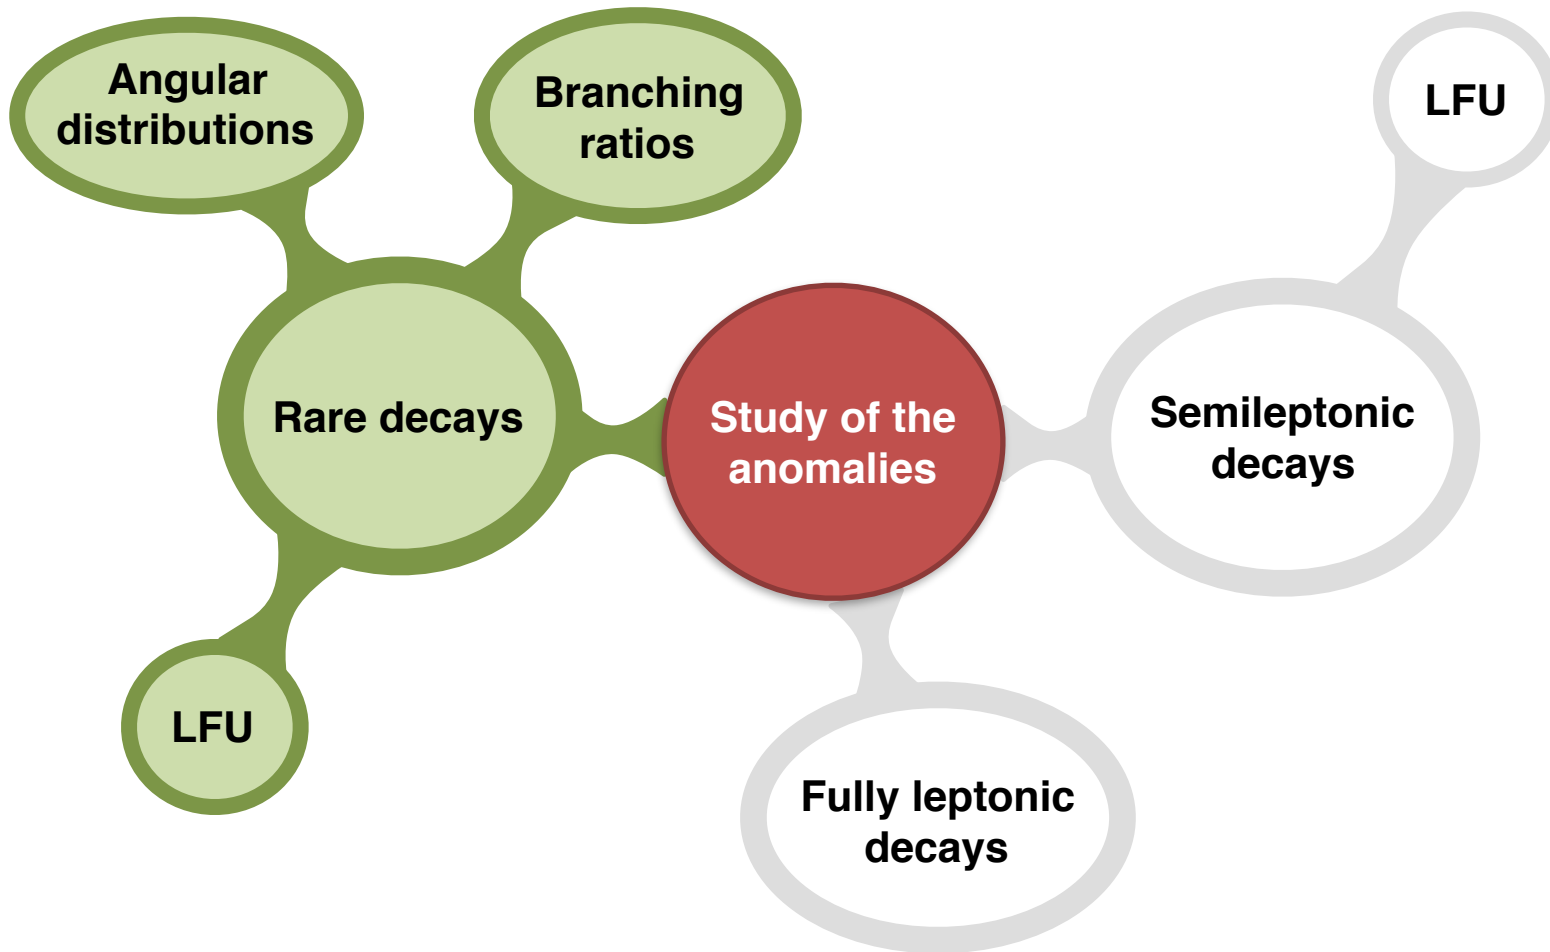 Angular
distributions
Branching
ratios
LFU
Rare decays
Study of the
anomalies
Semileptonic
decays
LFU
Fully leptonic
decays